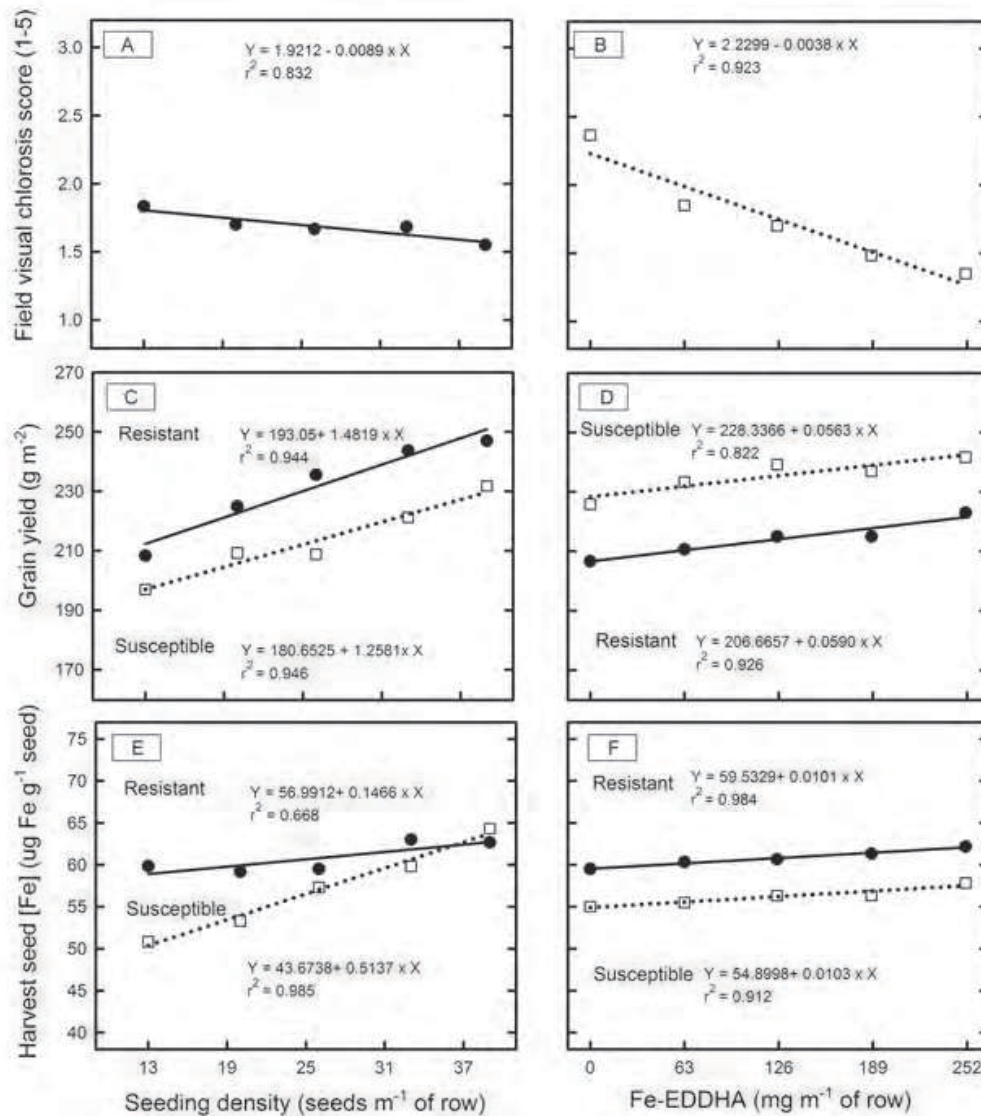 Field visual chlorosis score (1-5)
3.0
2.5
2.0
1.5
1.0
A
Y = 1.9212 - 0.0089 x X
r² = 0.832
B
Y = 2.2299 - 0.0038 x X
r² = 0.923
Grain yield (g m⁻²)
270
250
230
210
190
170
C
Resistant
Y = 193.05+ 1.4819 x X
r² = 0.944
Susceptible
Y = 180.6525 + 1.2581x X
r² = 0.946
D
Susceptible
Y = 228.3366 + 0.0563 x X
r² = 0.822
Resistant
Y = 206.6657 + 0.0590 x X
r² = 0.926
Harvest seed [Fe] (ug Fe g⁻¹ seed)
75
70
65
60
55
50
45
40
E
Resistant
Y = 56.9912+ 0.1466 x X
r² = 0.668
Susceptible
Y = 43.6738+ 0.5137 x X
r² = 0.985
F
Resistant
Y = 59.5329+ 0.0101 x X
r² = 0.984
Susceptible
Y = 54.8998+ 0.0103 x X
r² = 0.912
13 19 25 31 37
Seeding density (seeds m⁻¹ of row)
0 63 126 189 252
Fe-EDDHA (mg m⁻¹ of row)